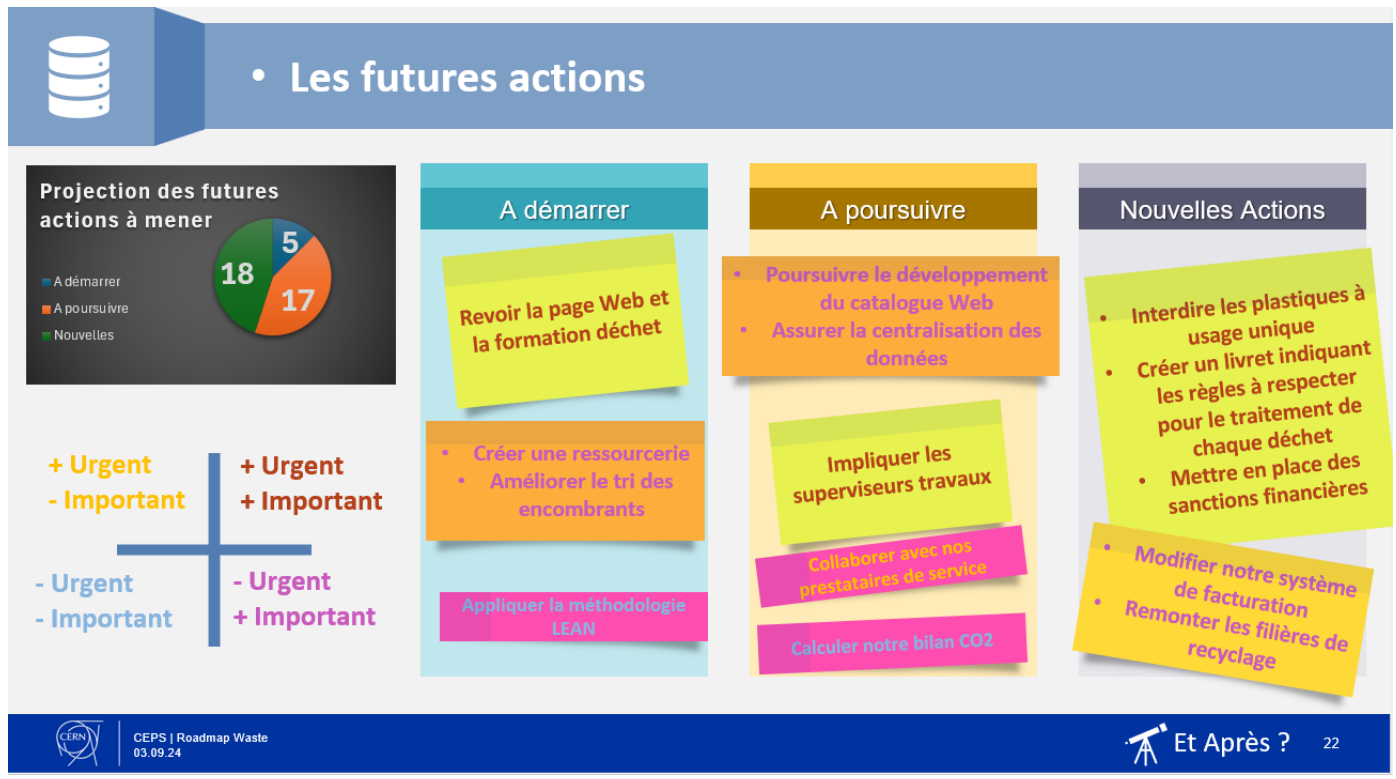 • Les futures actions
Projection des futures
actions à mener
5
18
17
A démarrer
A poursuivre
Nouvelles
+ Urgent
- Important
+ Urgent
+ Important
- Urgent
- Important
- Urgent
+ Important
A démarrer
Revoir la page Web et
la formation déchet
• Créer une ressourcerie
• Améliorer le tri des
encombrants
Appliquer la méthodologie
LEAN
A poursuivre
• Poursuivre le développement
du catalogue Web
• Assurer la centralisation des
données
Impliquer les
superviseurs travaux
Collaborer avec nos
prestataires de service
Calculer notre bilan CO2
Nouvelles Actions
• Interdire les plastiques à
usage unique
• Créer un livret indiquant
les règles à respecter
pour le traitement de
chaque déchet
• Mettre en place des
sanctions financières
• Modifier notre système
de facturation
• Remonter les filières de
recyclage
CERN
CEPS | Roadmap Waste
03.09.24
Et Après ?
22